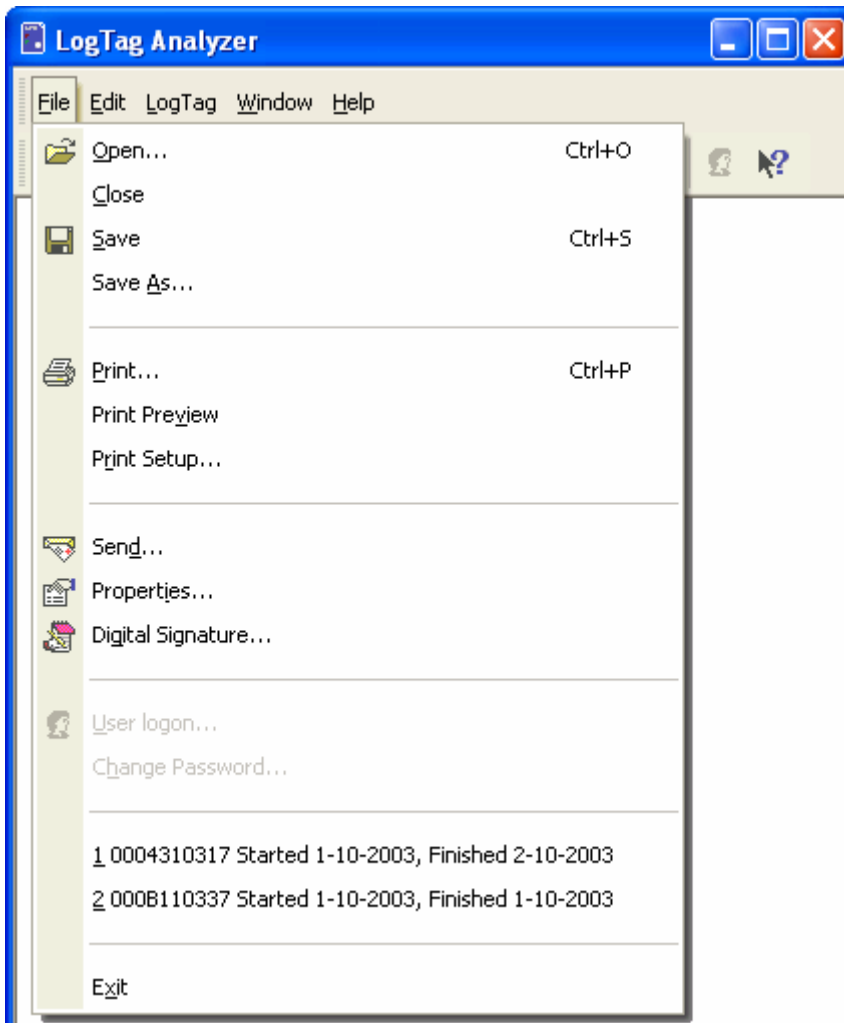 LogTag Analyzer
File Edit LogTag Window Help
Open... Ctrl+O
Close
Save Ctrl+S
Save As...
Print... Ctrl+P
Print Preview
Print Setup...
Send...
Properties...
Digital Signature...
User logon...
Change Password...
1 0004310317 Started 1-10-2003, Finished 2-10-2003
2 000B110337 Started 1-10-2003, Finished 1-10-2003
Exit